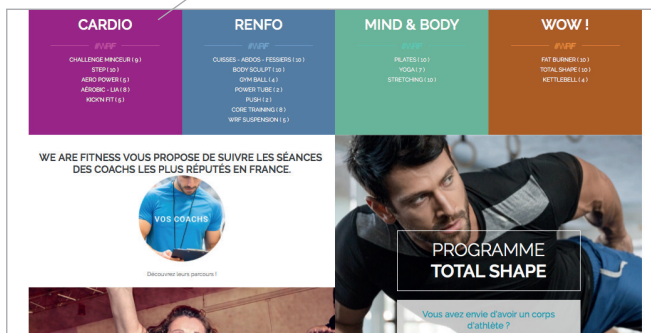 CARDIO
#WRF
CHALLENGE MINCEUR ( 9 )
STEP ( 10 )
AERO POWER ( 5 )
AÉROBIC - LIA ( 8 )
KICK'N FIT ( 5 )
RENFO
#WRF
CUISSES - ABDOS - FESSIERS ( 10 )
BODY SCULPT ( 10 )
GYM BALL ( 4 )
POWER TUBE ( 2 )
PUSH ( 2 )
CORE TRAINING ( 8 )
WRF SUSPENSION ( 5 )
MIND & BODY
#WRF
PILATES ( 10 )
YOGA ( 7 )
STRETCHING ( 10 )
WOW !
#WRF
FAT BURNER ( 10 )
TOTAL SHAPE ( 10 )
KETTLEBELL ( 4 )
WE ARE FITNESS VOUS PROPOSE DE SUIVRE LES SÉANCES
DES COACHS LES PLUS RÉPUTÉS EN FRANCE.
VOS COACHS
Découvrez leurs parcours !
PROGRAMME
TOTAL SHAPE
Vous avez envie d'avoir un corps
d'athlète ?